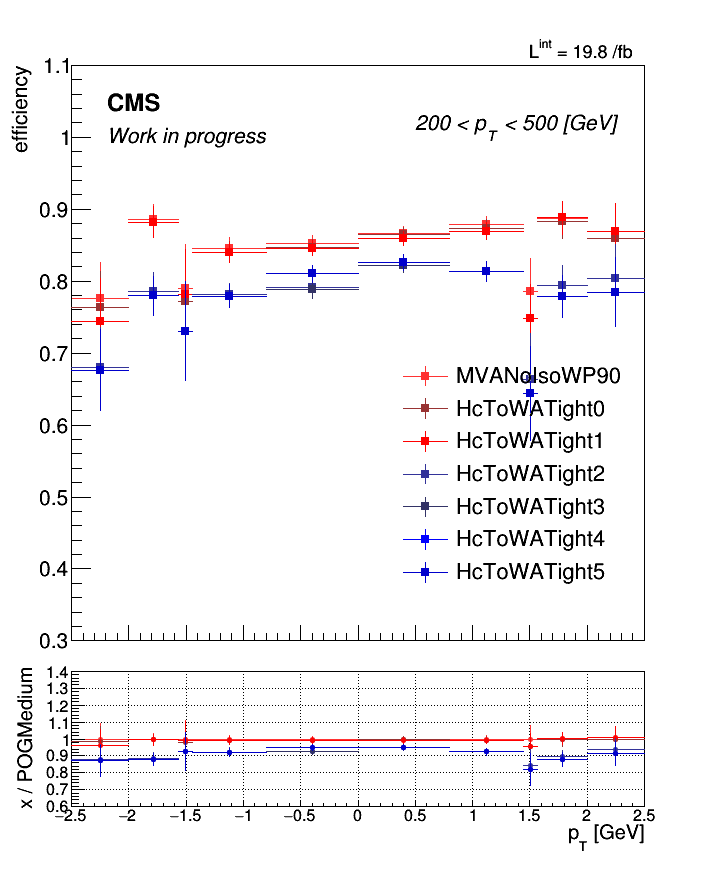 L^int = 19.8 /fb
efficiency
1.1
CMS
Work in progress
200 < p_T < 500 [GeV]
1
0.9
0.8
0.7
0.6
0.5
0.4
0.3
MVANoIsoWP90
HcToWATight0
HcToWATight1
HcToWATight2
HcToWATight3
HcToWATight4
HcToWATight5
x / POGMedium
1.4
1.3
1.2
1.1
1
0.9
0.8
0.7
0.6
−2.5 −2 −1.5 −1 −0.5 0 0.5 1 1.5 2 2.5
p_T [GeV]